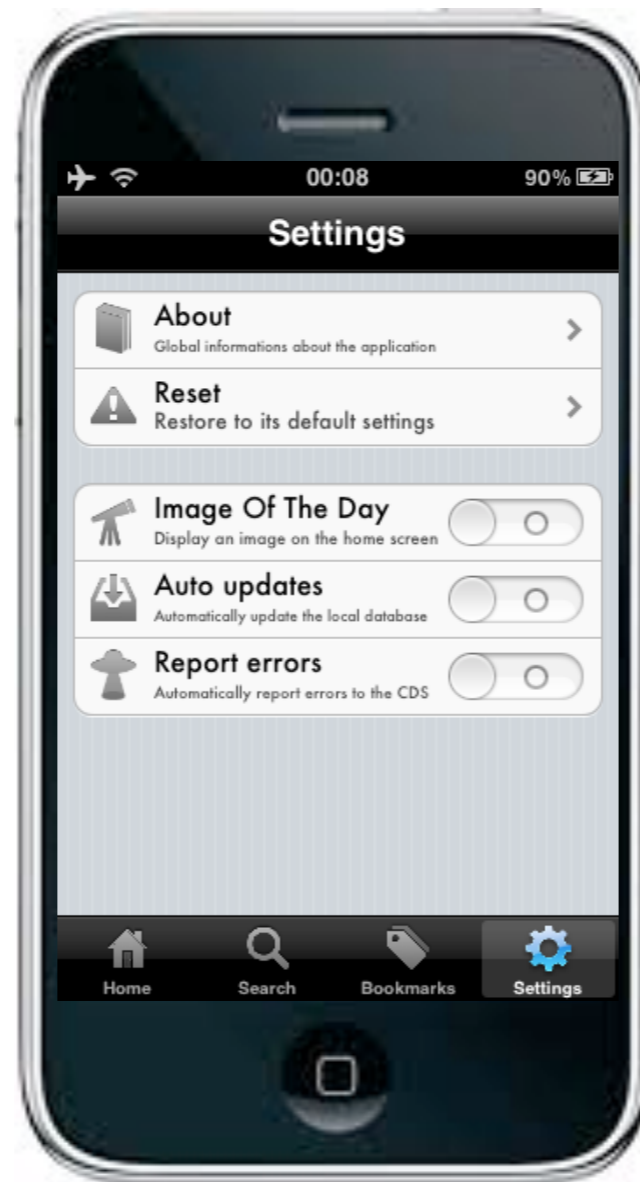 00:08
90%
Settings
About
Global informations about the application
Reset
Restore to its default settings
Image Of The Day
Display an image on the home screen
Auto updates
Automatically update the local database
Report errors
Automatically report errors to the CDS
Home
Search
Bookmarks
Settings